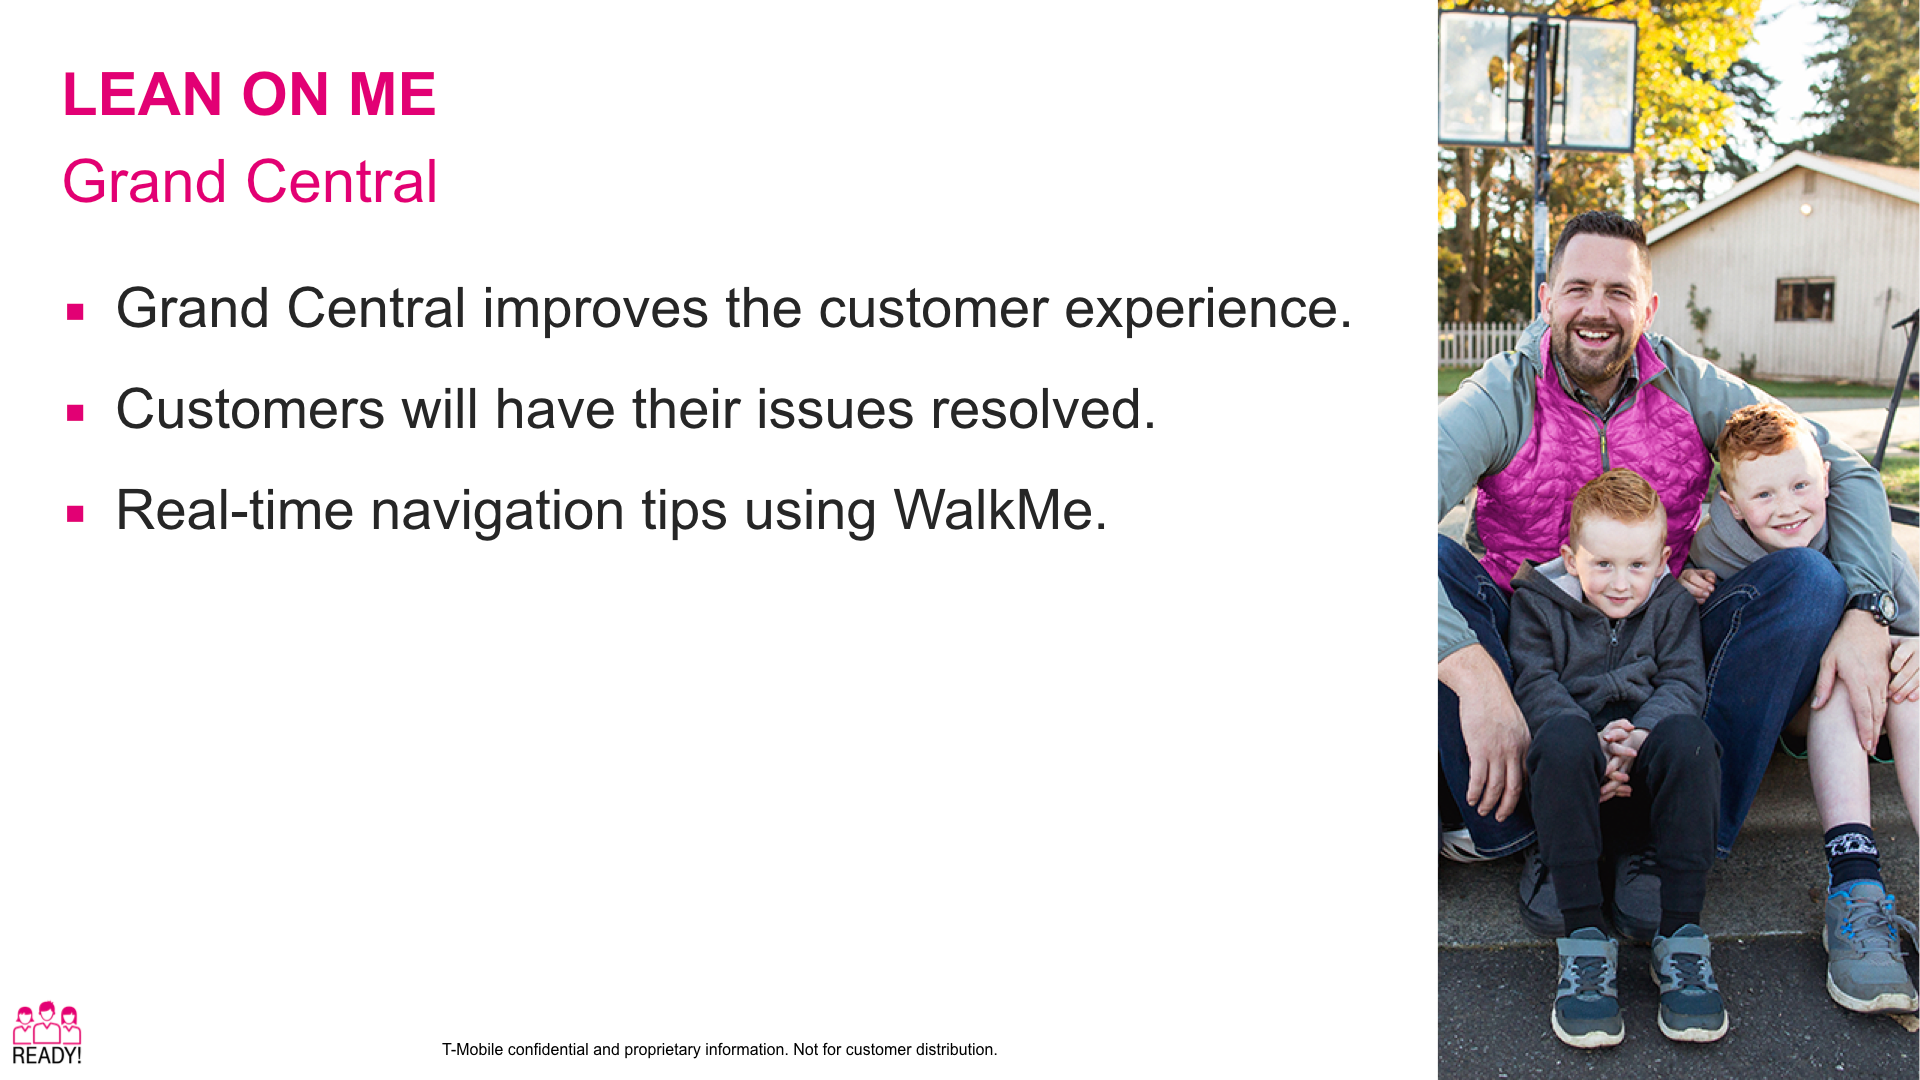 LEAN ON ME
Grand Central
▪ Grand Central improves the customer experience.
▪ Customers will have their issues resolved.
▪ Real-time navigation tips using WalkMe.
READY!
T-Mobile confidential and proprietary information. Not for customer distribution.